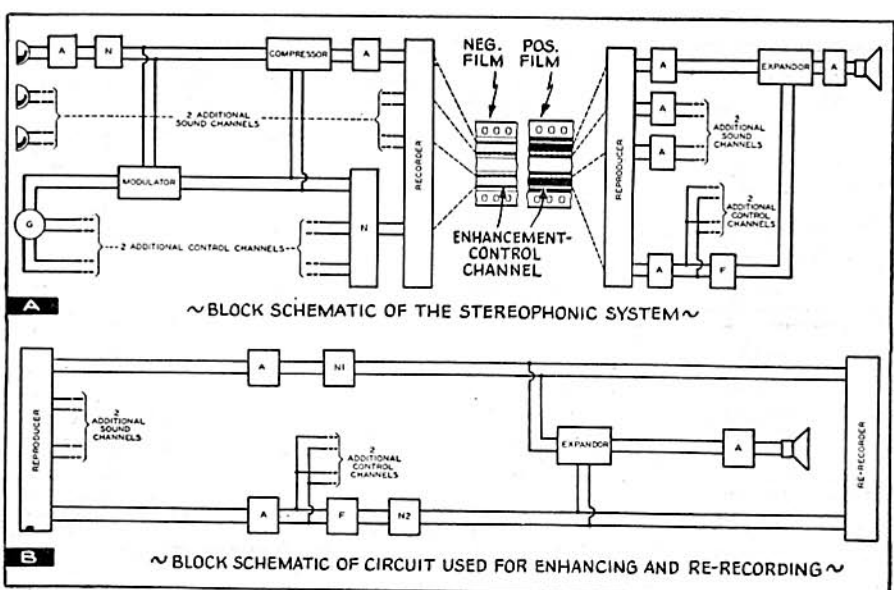 NEG.
FILM
POS.
FILM
A
N
COMPRESSOR
A
RECORDER
REPRODUCER
A
EXPANDOR
A
2 ADDITIONAL
SOUND CHANNELS
A
A
2
ADDITIONAL
SOUND
CHANNELS
MODULATOR
G
2 ADDITIONAL CONTROL CHANNELS
N
ENHANCEMENT-
CONTROL
CHANNEL
2
ADDITIONAL
CONTROL
CHANNELS
A
F
A
~BLOCK SCHEMATIC OF THE STEREOPHONIC SYSTEM~
REPRODUCER
A
N1
2
ADDITIONAL
SOUND
CHANNELS
2
ADDITIONAL
CONTROL
CHANNELS
EXPANDOR
A
RE-RECORDER
A
F
N2
B
~BLOCK SCHEMATIC OF CIRCUIT USED FOR ENHANCING AND RE-RECORDING~